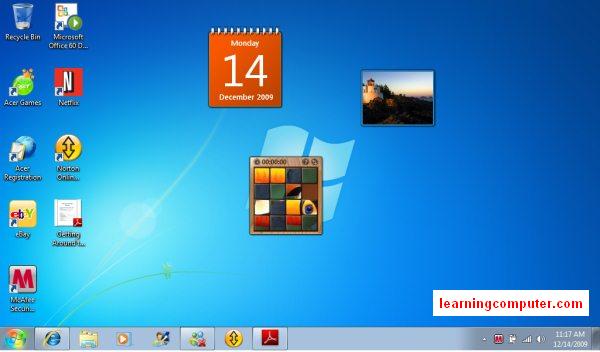 Recycle Bin
Microsoft
Office 60 D...
Acer Games
Netflix
Acer
Registration
Norton
Online...
eBay
Getting
Around t...
McAfee
Securi...
Monday
14
December 2009
00:00:00
learningcomputer.com
11:17 AM
12/14/2009